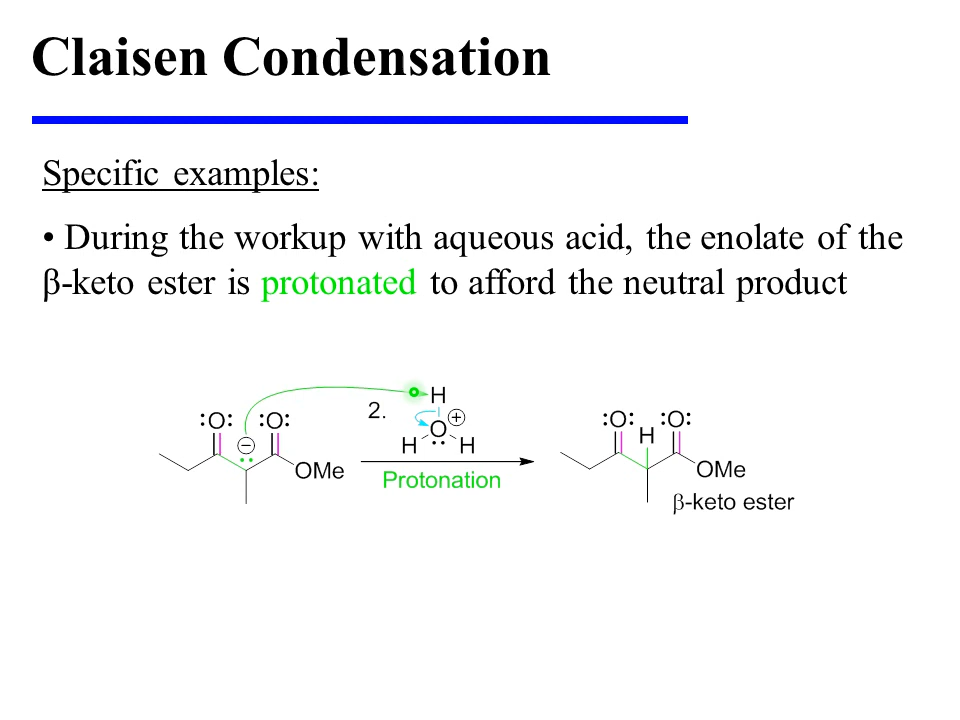 Claisen Condensation
Specific examples:
• During the workup with aqueous acid, the enolate of the
β-keto ester is protonated to afford the neutral product
2.
H
O
+
H
H
Protonation
O
O
−
OMe
O
O
H
OMe
β-keto ester